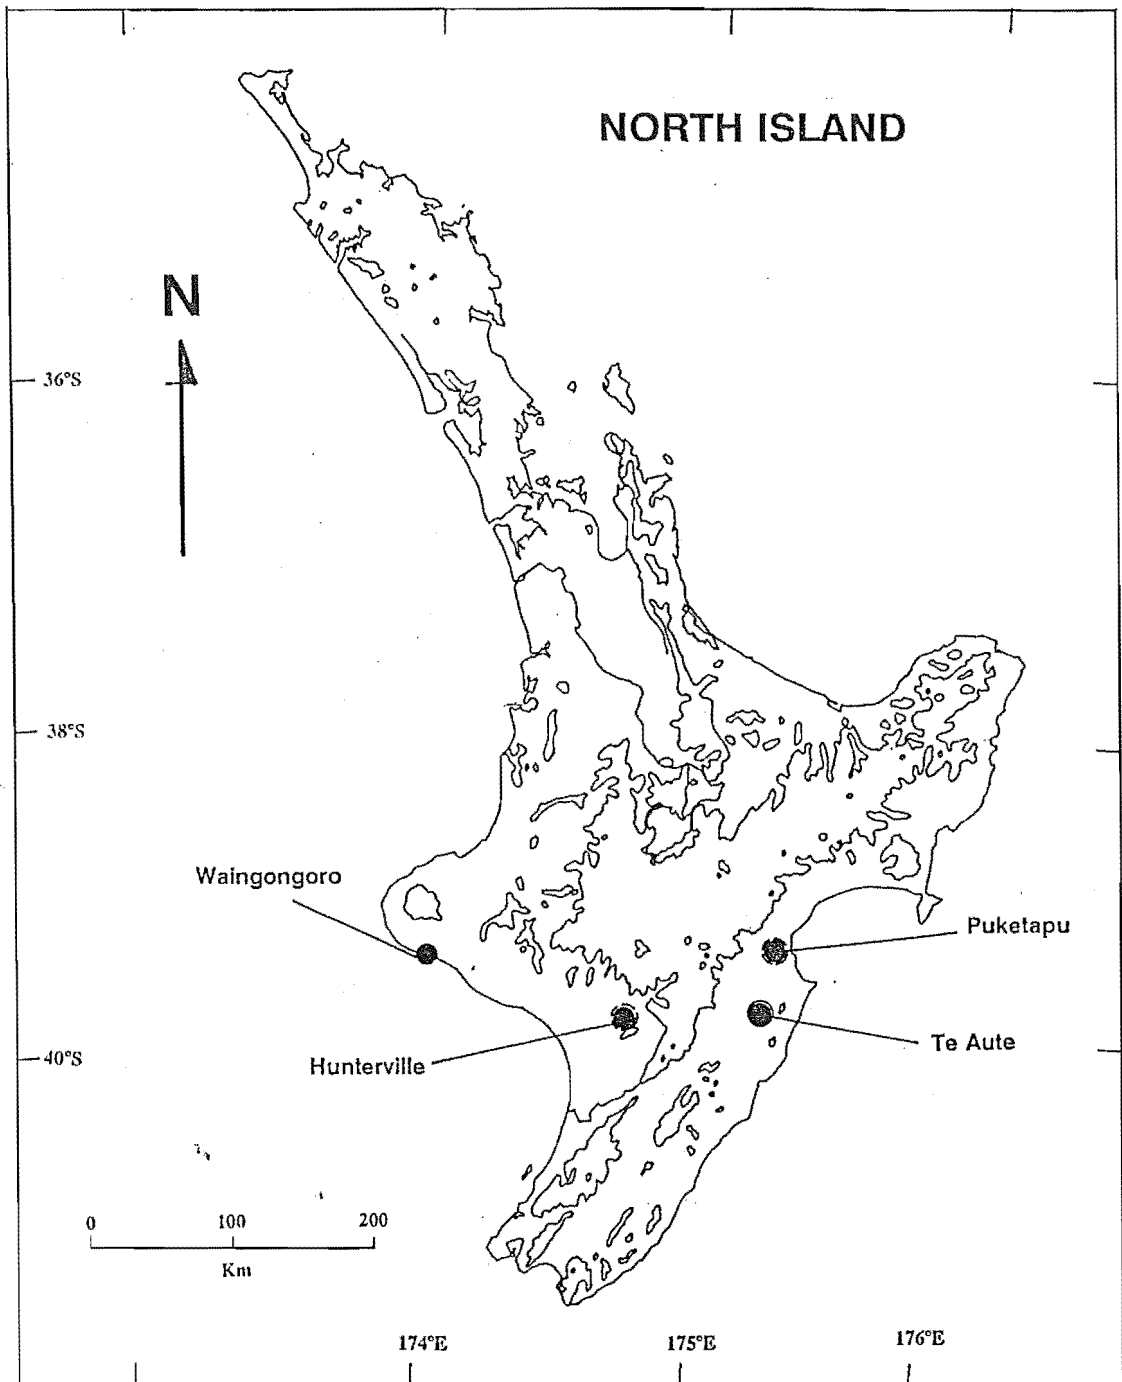 NORTH ISLAND
N
36°S
38°S
Waingongoro
Puketapu
Te Aute
40°S
Hunterville
0 100 200
Km
174°E 175°E 176°E